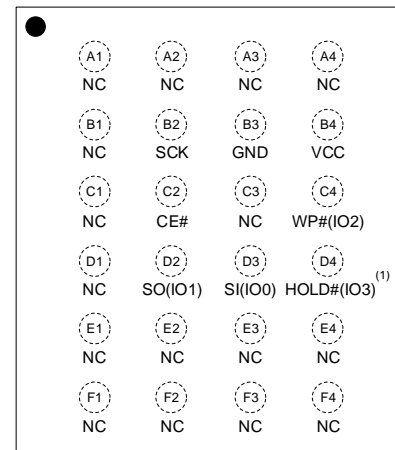 A1 A2 A3 A4
NC NC NC NC
B1 B2 B3 B4
NC SCK GND VCC
C1 C2 C3 C4
NC CE# NC WP#(IO2)
D1 D2 D3 D4
NC SO(IO1) SI(IO0) HOLD#(IO3)(1)
E1 E2 E3 E4
NC NC NC NC
F1 F2 F3 F4
NC NC NC NC